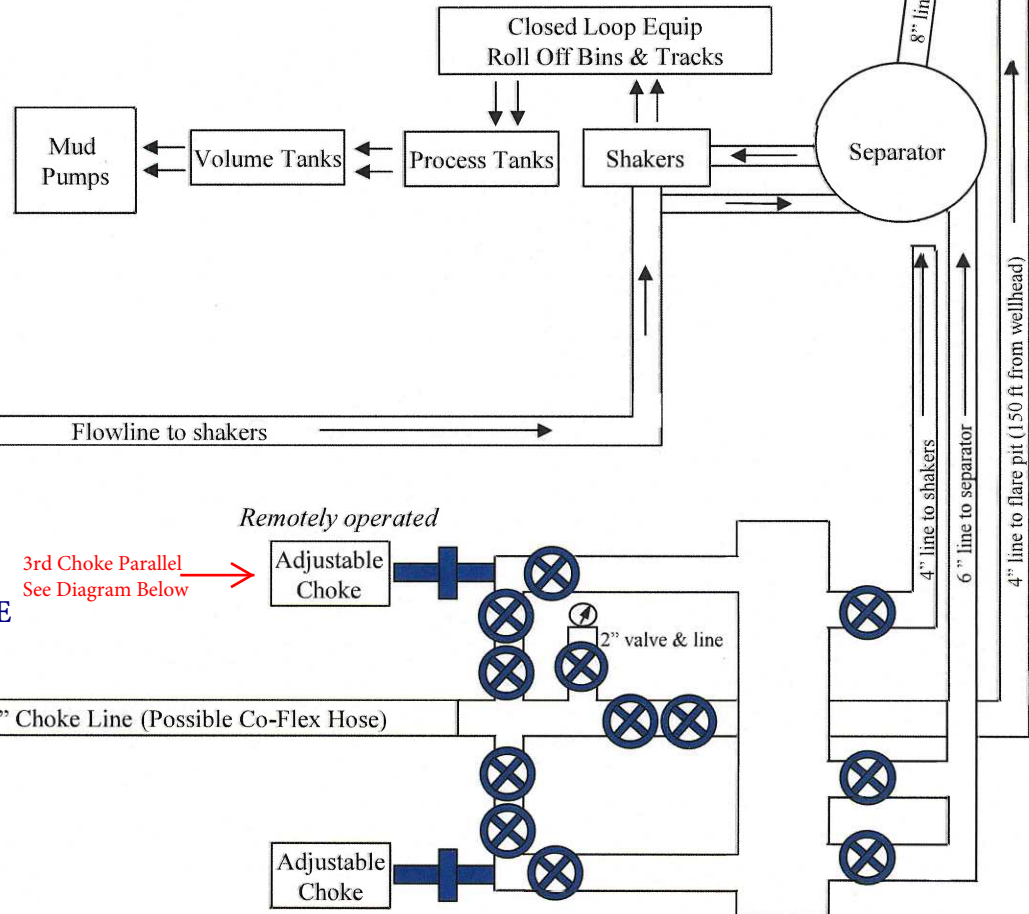 Closed Loop Equip
Roll Off Bins & Tracks
8” lin
Mud
Pumps
Volume Tanks
Process Tanks
Shakers
Separator
Flowline to shakers
4” line to shakers
6 ” line to separator
4” line to flare pit (150 ft from wellhead)
Remotely operated
3rd Choke Parallel
See Diagram Below
Adjustable
Choke
E
2” valve & line
” Choke Line (Possible Co-Flex Hose)
Adjustable
Choke